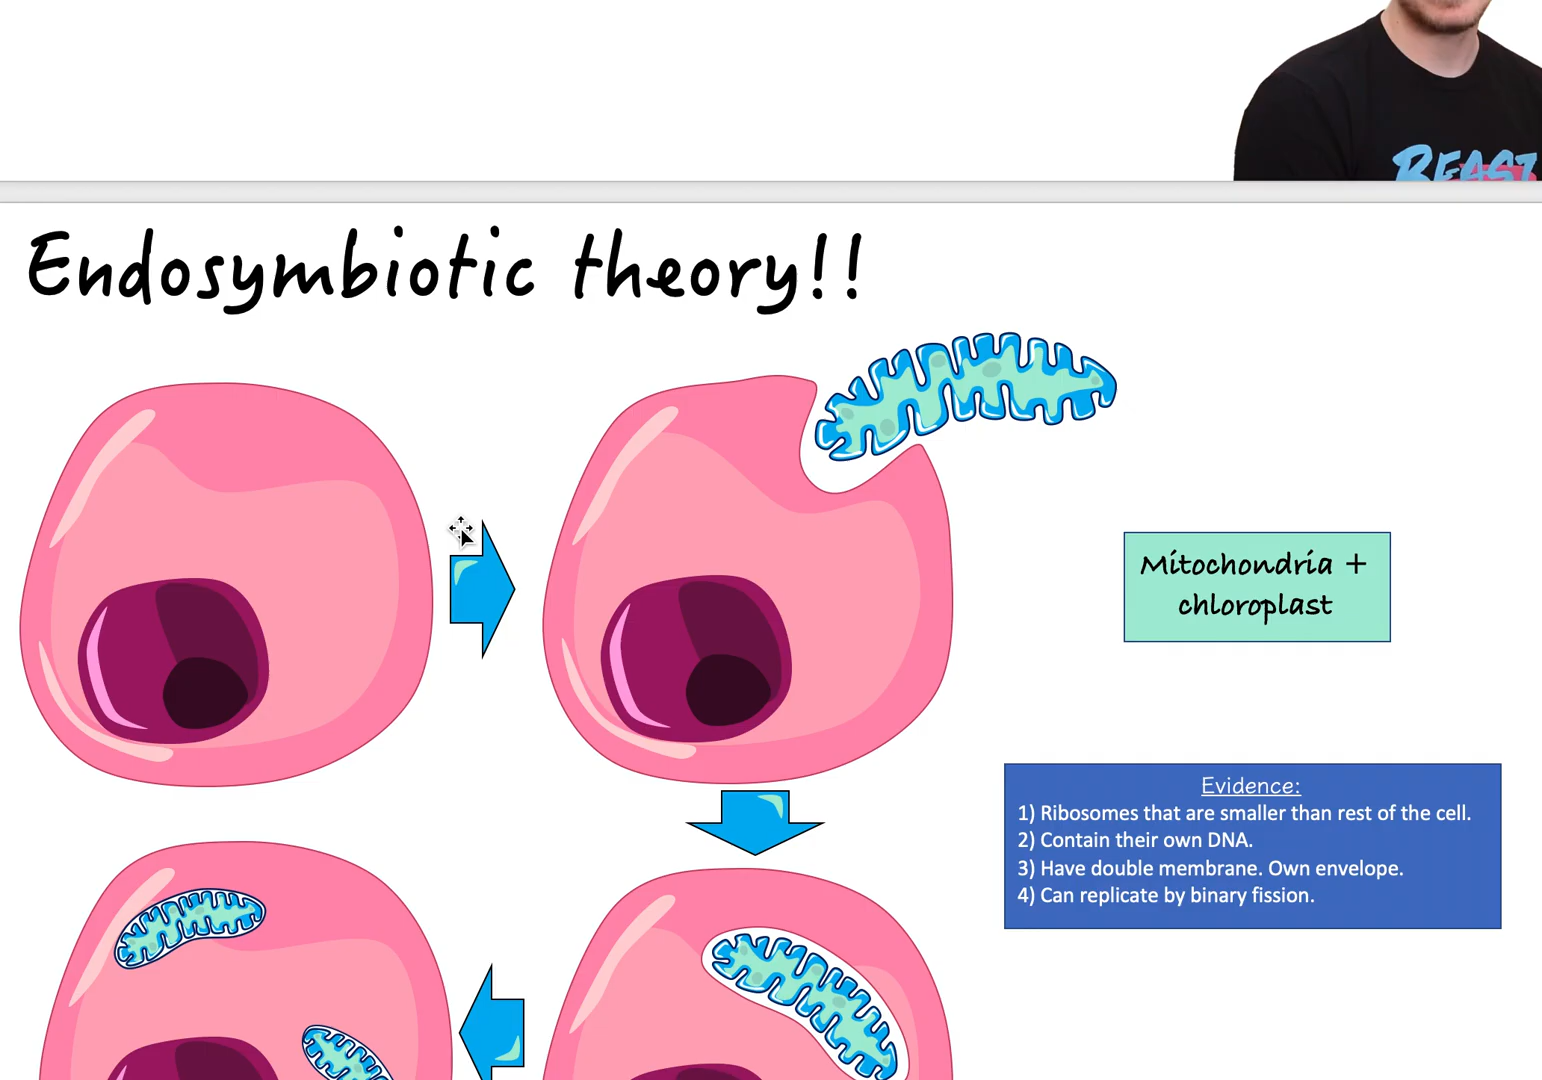 BEAST
Endosymbiotic theory!!
Mitochondria +
chloroplast
Evidence:
1) Ribosomes that are smaller than rest of the cell.
2) Contain their own DNA.
3) Have double membrane. Own envelope.
4) Can replicate by binary fission.